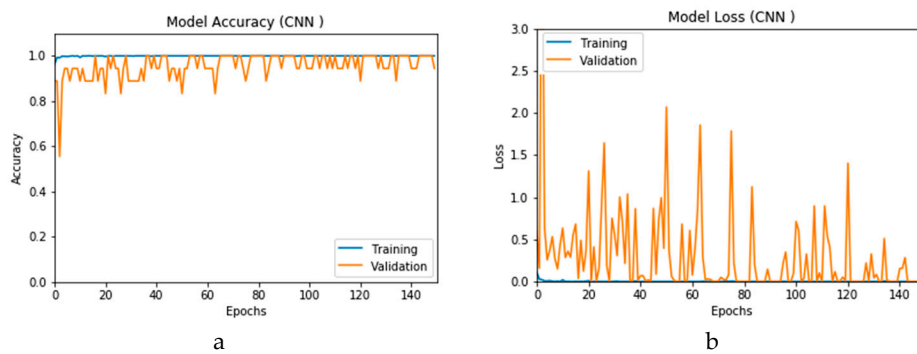 Model Accuracy (CNN )
1.0
0.8
0.6
0.4
0.2
0.0
Accuracy
Training
Validation
0 20 40 60 80 100 120 140
Epochs
a
Model Loss (CNN )
3.0
2.5
2.0
1.5
1.0
0.5
0.0
Loss
Training
Validation
0 20 40 60 80 100 120 140
Epochs
b